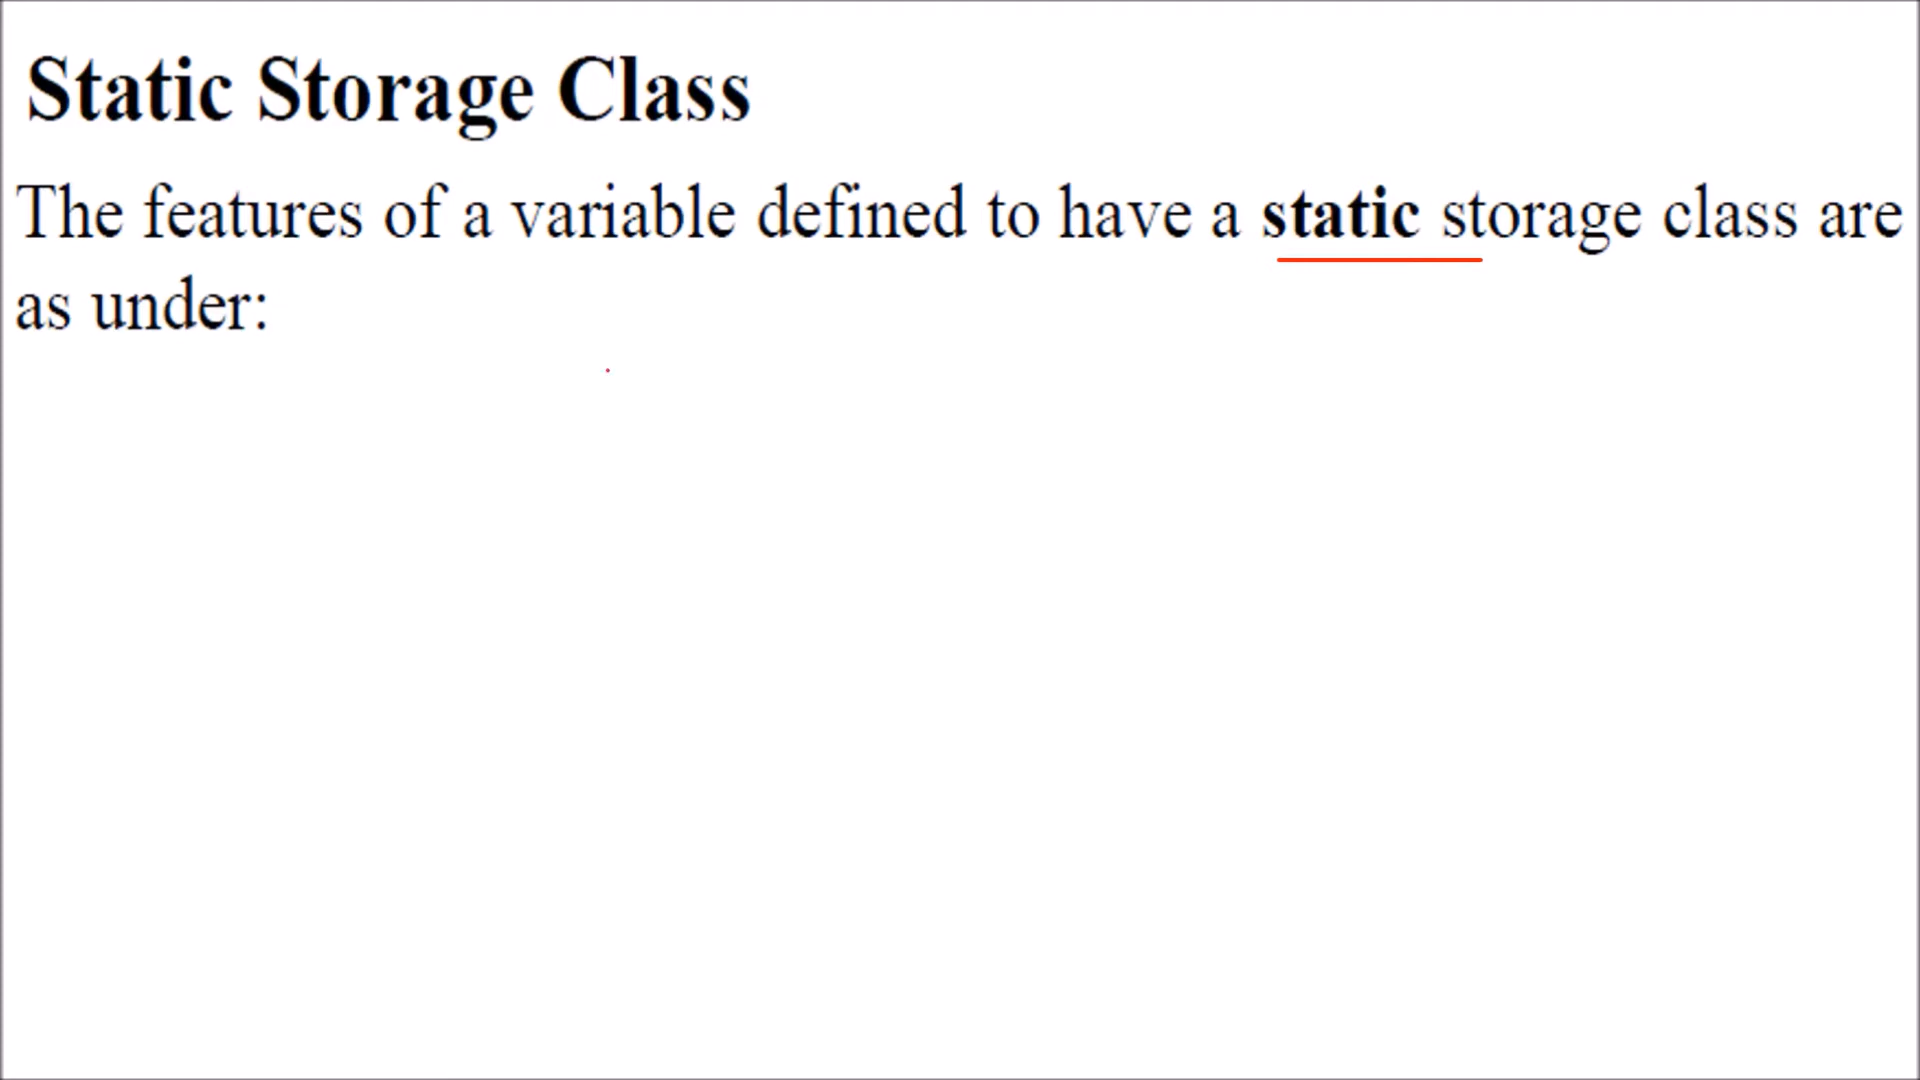 Static Storage Class
The features of a variable defined to have a static storage class are
as under: